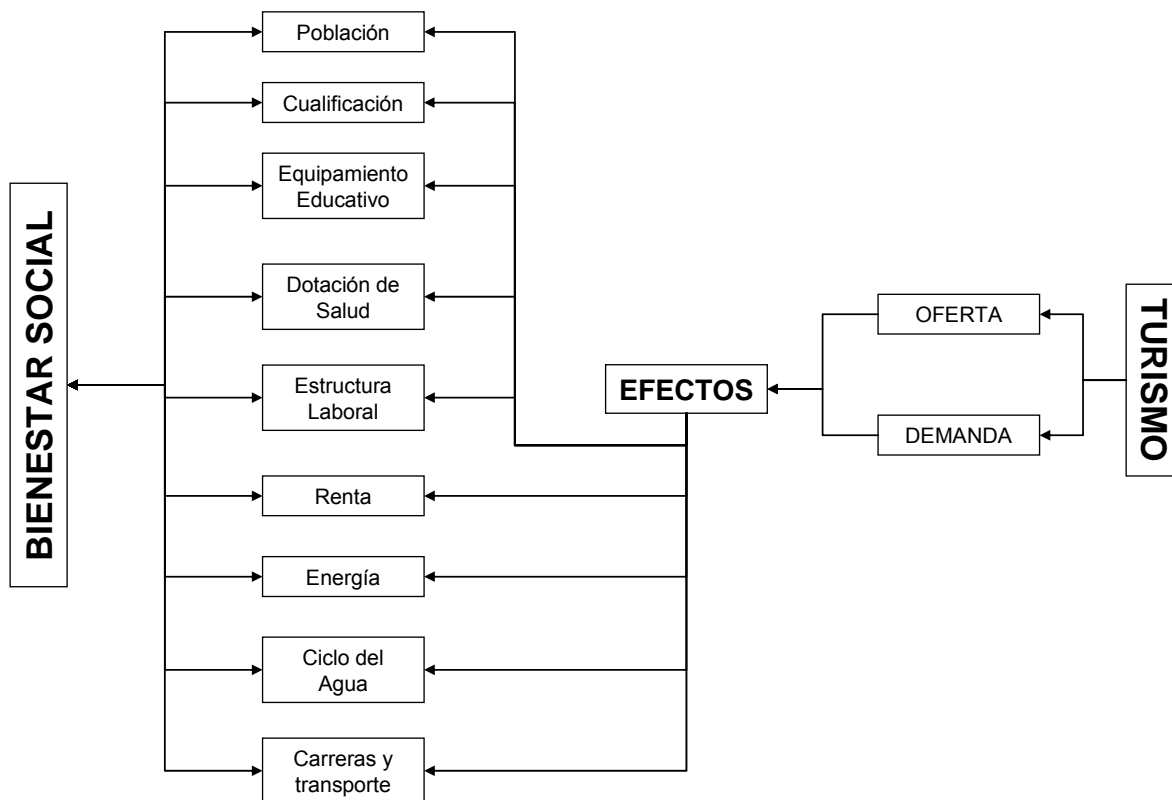 BIENESTAR SOCIAL
Población
Cualificación
Equipamiento
Educativo
Dotación de
Salud
Estructura
Laboral
Renta
Energía
Ciclo del
Agua
Carreras y
transporte
EFECTOS
OFERTA
DEMANDA
TURISMO